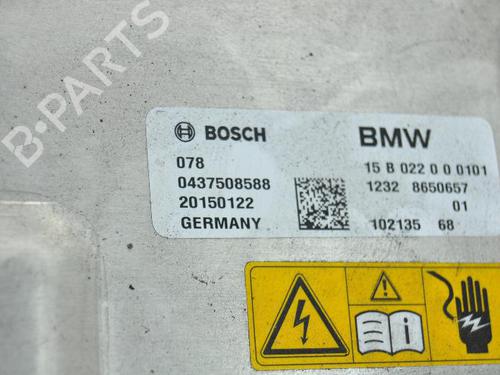 B-PARTS
BOSCH
BMW
078
15 B 022 0 0 0101
0437508588
1232 8650657
20150122
01
GERMANY
102135 68